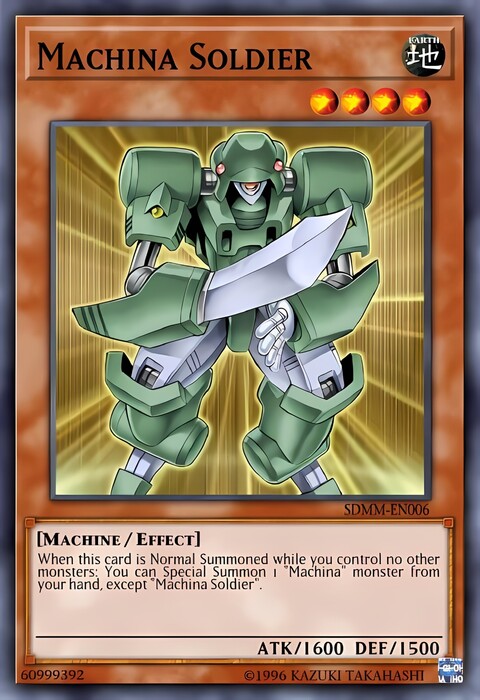 MACHINA SOLDIER
EARTH
地
SDMM-EN006
[MACHINE / EFFECT]
When this card is Normal Summoned while you control no other
monsters: You can Special Summon 1 "Machina" monster from
your hand, except "Machina Soldier".
ATK/1600 DEF/1500
60999392
©1996 KAZUKI TAKAHASHI